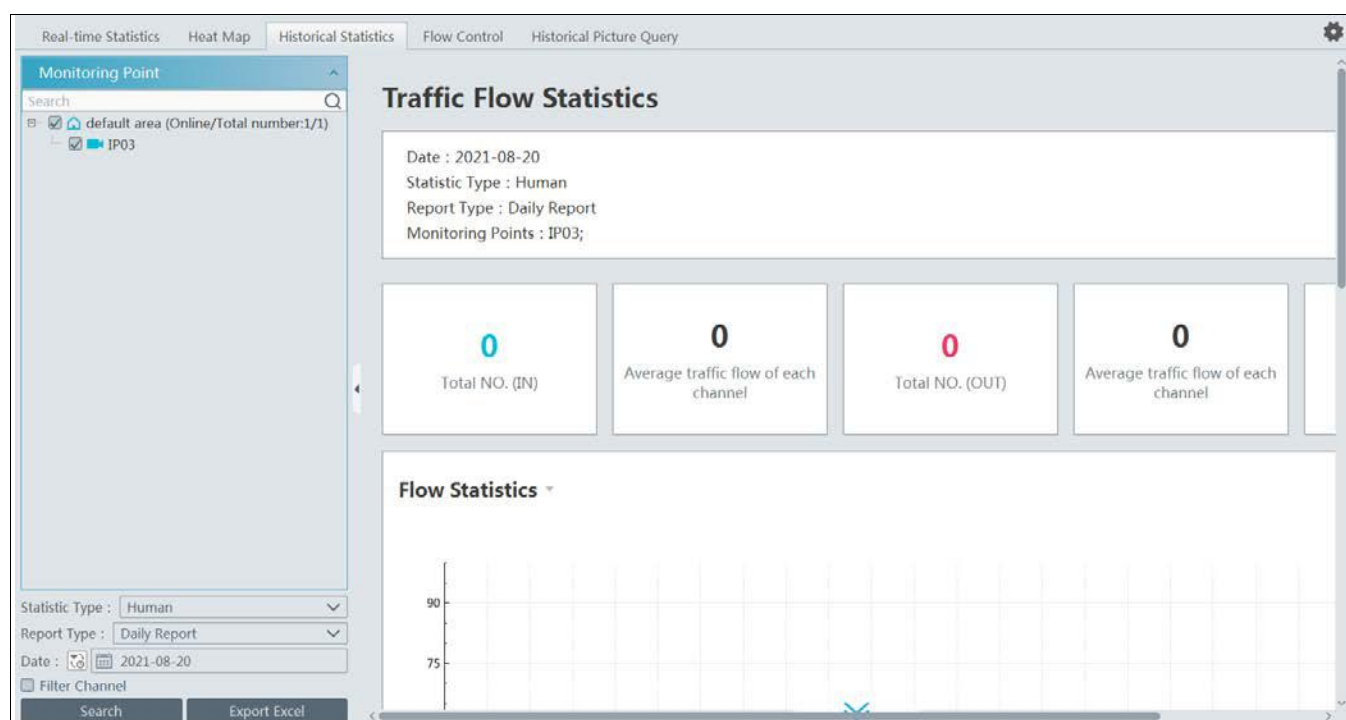 Real-time Statistics Heat Map Historical Statistics Flow Control Historical Picture Query
Monitoring Point
Search
default area (Online/Total number:1/1)
IP03
Statistic Type : Human
Report Type : Daily Report
Date : 2021-08-20
Filter Channel
Search Export Excel
Traffic Flow Statistics
Date : 2021-08-20
Statistic Type : Human
Report Type : Daily Report
Monitoring Points : IP03;
0
Total NO. (IN)
0
Average traffic flow of each
channel
0
Total NO. (OUT)
0
Average traffic flow of each
channel
Flow Statistics
90
75